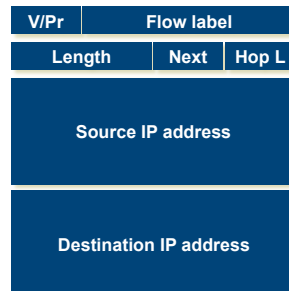 V/Pr Flow label
Length Next Hop L
Source IP address
Destination IP address